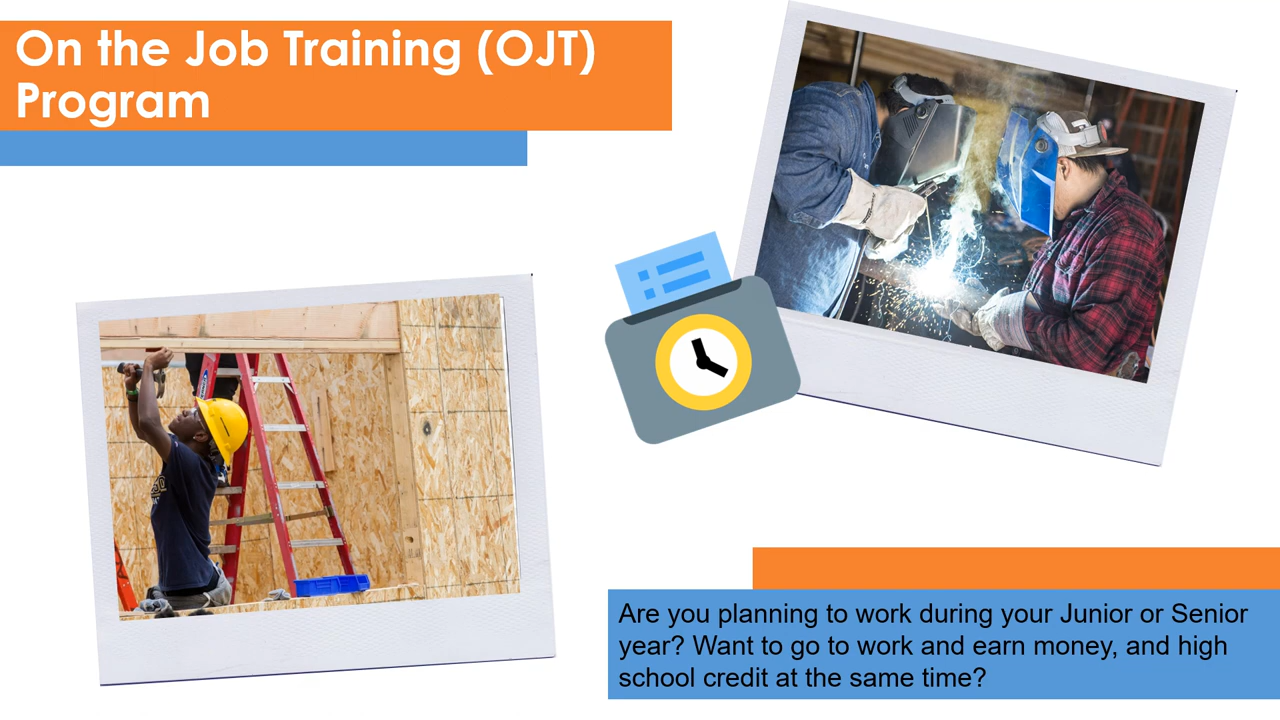 On the Job Training (OJT)
Program
Are you planning to work during your Junior or Senior
year? Want to go to work and earn money, and high
school credit at the same time?